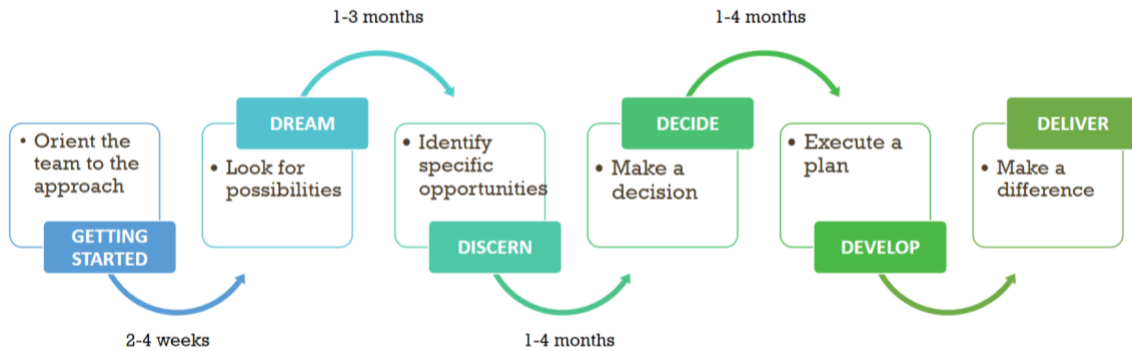 1-3 months
1-4 months
• Orient the
team to the
approach
GETTING
STARTED
DREAM
• Look for
possibilities
• Identify
specific
opportunities
DISCERN
DECIDE
• Make a
decision
• Execute a
plan
DEVELOP
DELIVER
• Make a
difference
2-4 weeks
1-4 months